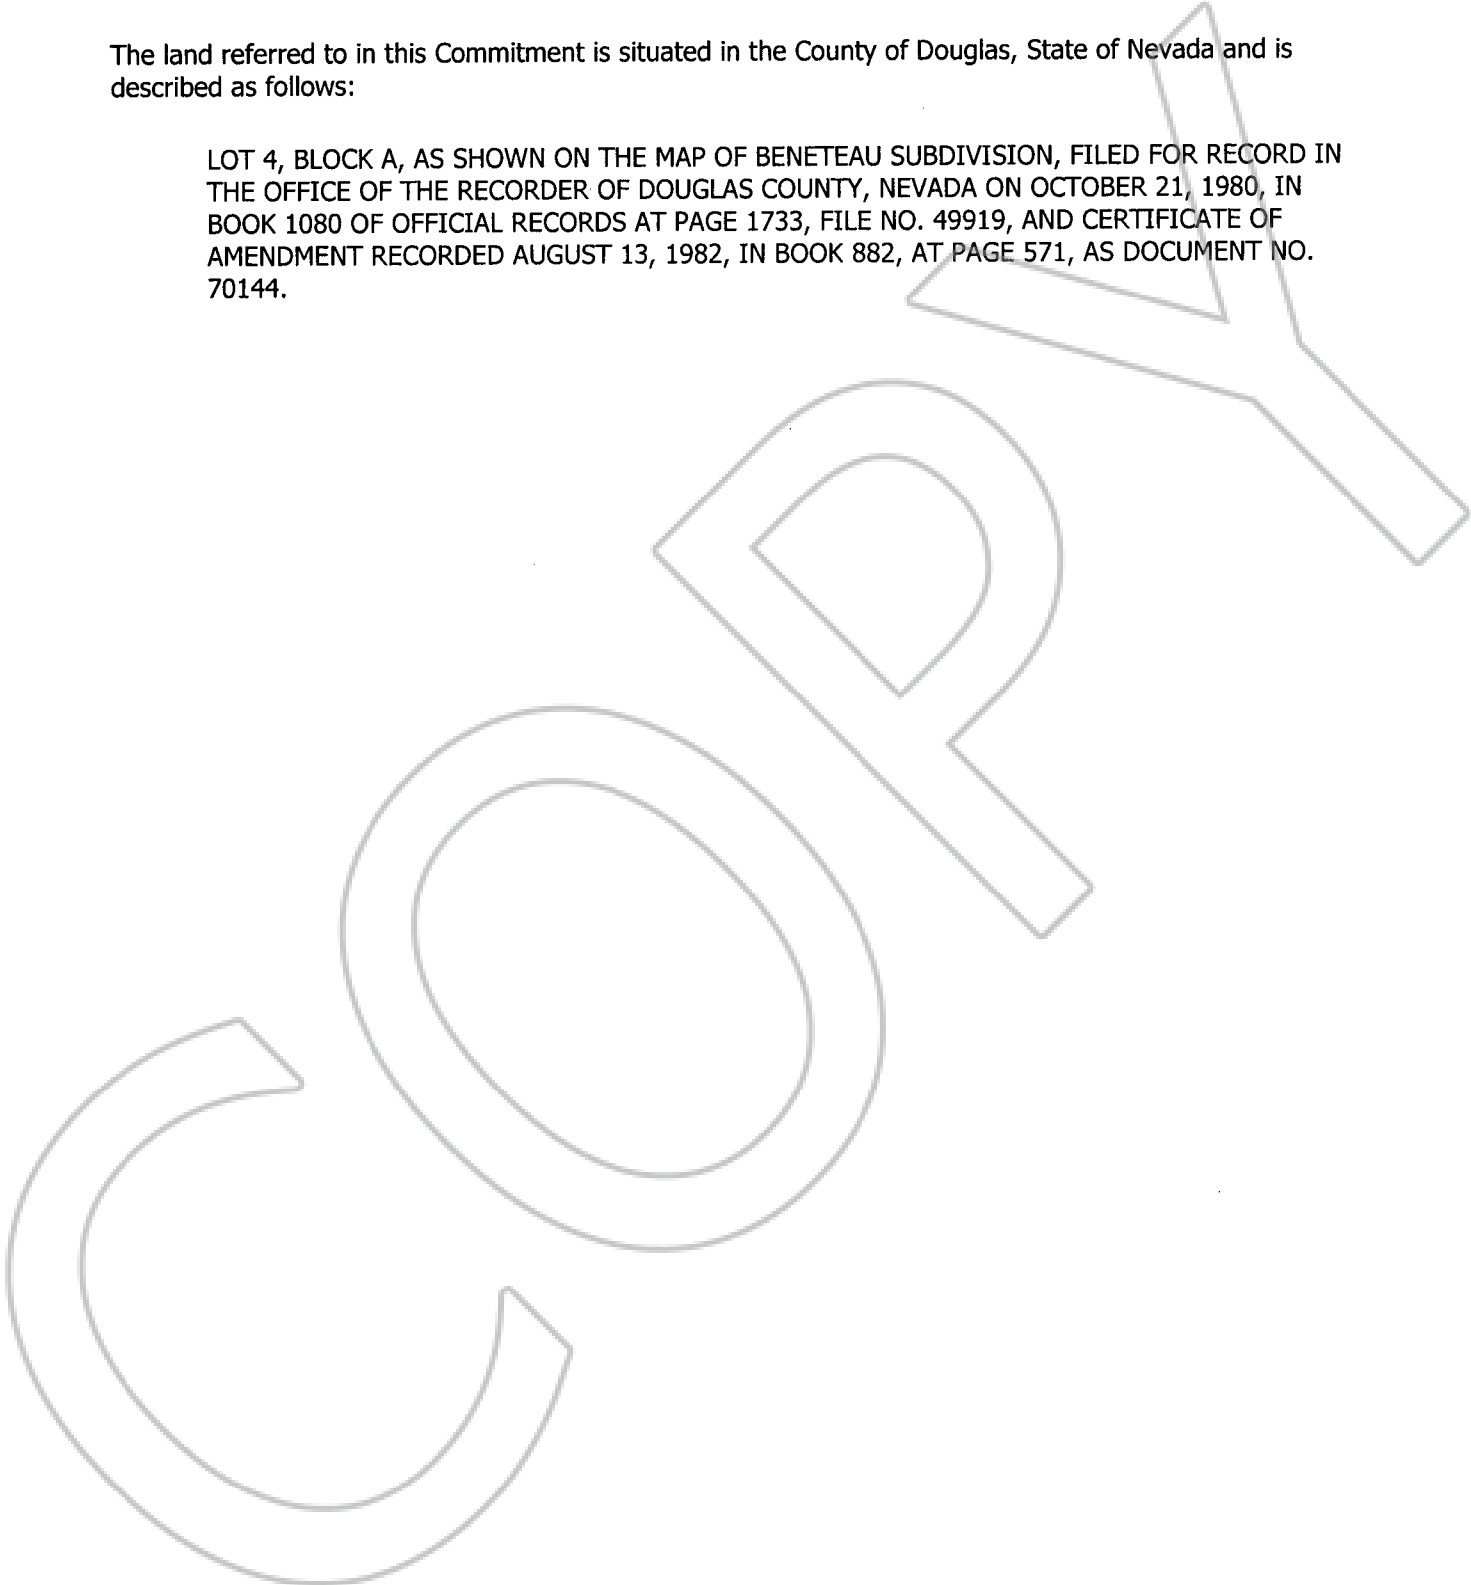 The land referred to in this Commitment is situated in the County of Douglas, State of Nevada and is
described as follows:
LOT 4, BLOCK A, AS SHOWN ON THE MAP OF BENETEAU SUBDIVISION, FILED FOR RECORD IN
THE OFFICE OF THE RECORDER OF DOUGLAS COUNTY, NEVADA ON OCTOBER 21, 1980, IN
BOOK 1080 OF OFFICIAL RECORDS AT PAGE 1733, FILE NO. 49919, AND CERTIFICATE OF
AMENDMENT RECORDED AUGUST 13, 1982, IN BOOK 882, AT PAGE 571, AS DOCUMENT NO.
70144.
COPY